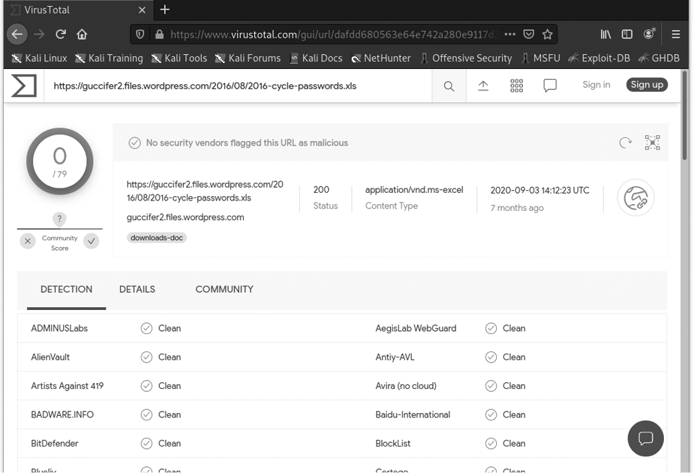 VirusTotal
www.virustotal.com/gui/url/dafdd680563e64e742a280e9117d
Kali Linux Kali Training Kali Tools Kali Forums Kali Docs NetHunter Offensive Security MSFU Exploit-DB GHDB
https://guccifer2.files.wordpress.com/2016/08/2016-cycle-passwords.xls Sign in Sign up
0
/ 79
?
Community
Score
No security vendors flagged this URL as malicious
https://guccifer2.files.wordpress.com/20
16/08/2016-cycle-passwords.xls
guccifer2.files.wordpress.com
downloads-doc
200
Status
application/vnd.ms-excel
Content Type
2020-09-03 14:12:23 UTC
7 months ago
DETECTION DETAILS COMMUNITY
ADMINUSLabs Clean AegisLab WebGuard Clean
AlienVault Clean Antiy-AVL Clean
Artists Against 419 Clean Avira (no cloud) Clean
BADWARE.INFO Clean Baidu-International Clean
BitDefender Clean BlockList Clean